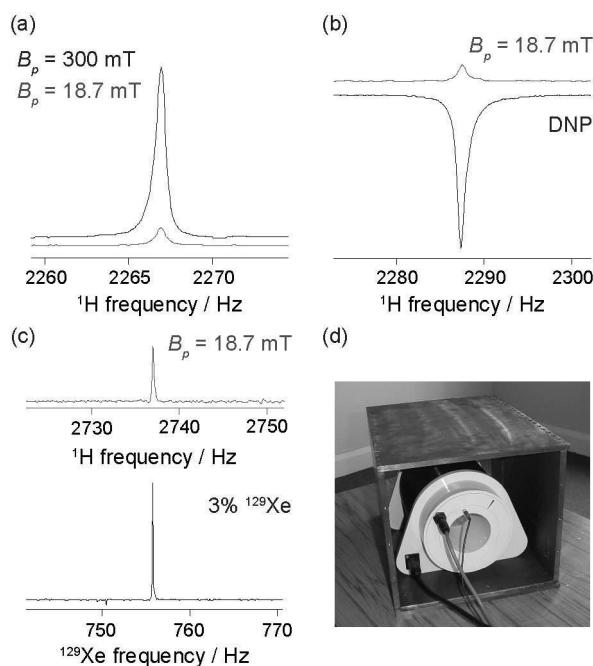 (a)
B_p = 300 mT
B_p = 18.7 mT
2260 2265 2270
¹H frequency / Hz
(b)
B_p = 18.7 mT
DNP
2280 2290 2300
¹H frequency / Hz
(c)
B_p = 18.7 mT
2730 2740 2750
¹H frequency / Hz
3% ¹²⁹Xe
750 760 770
¹²⁹Xe frequency / Hz
(d)